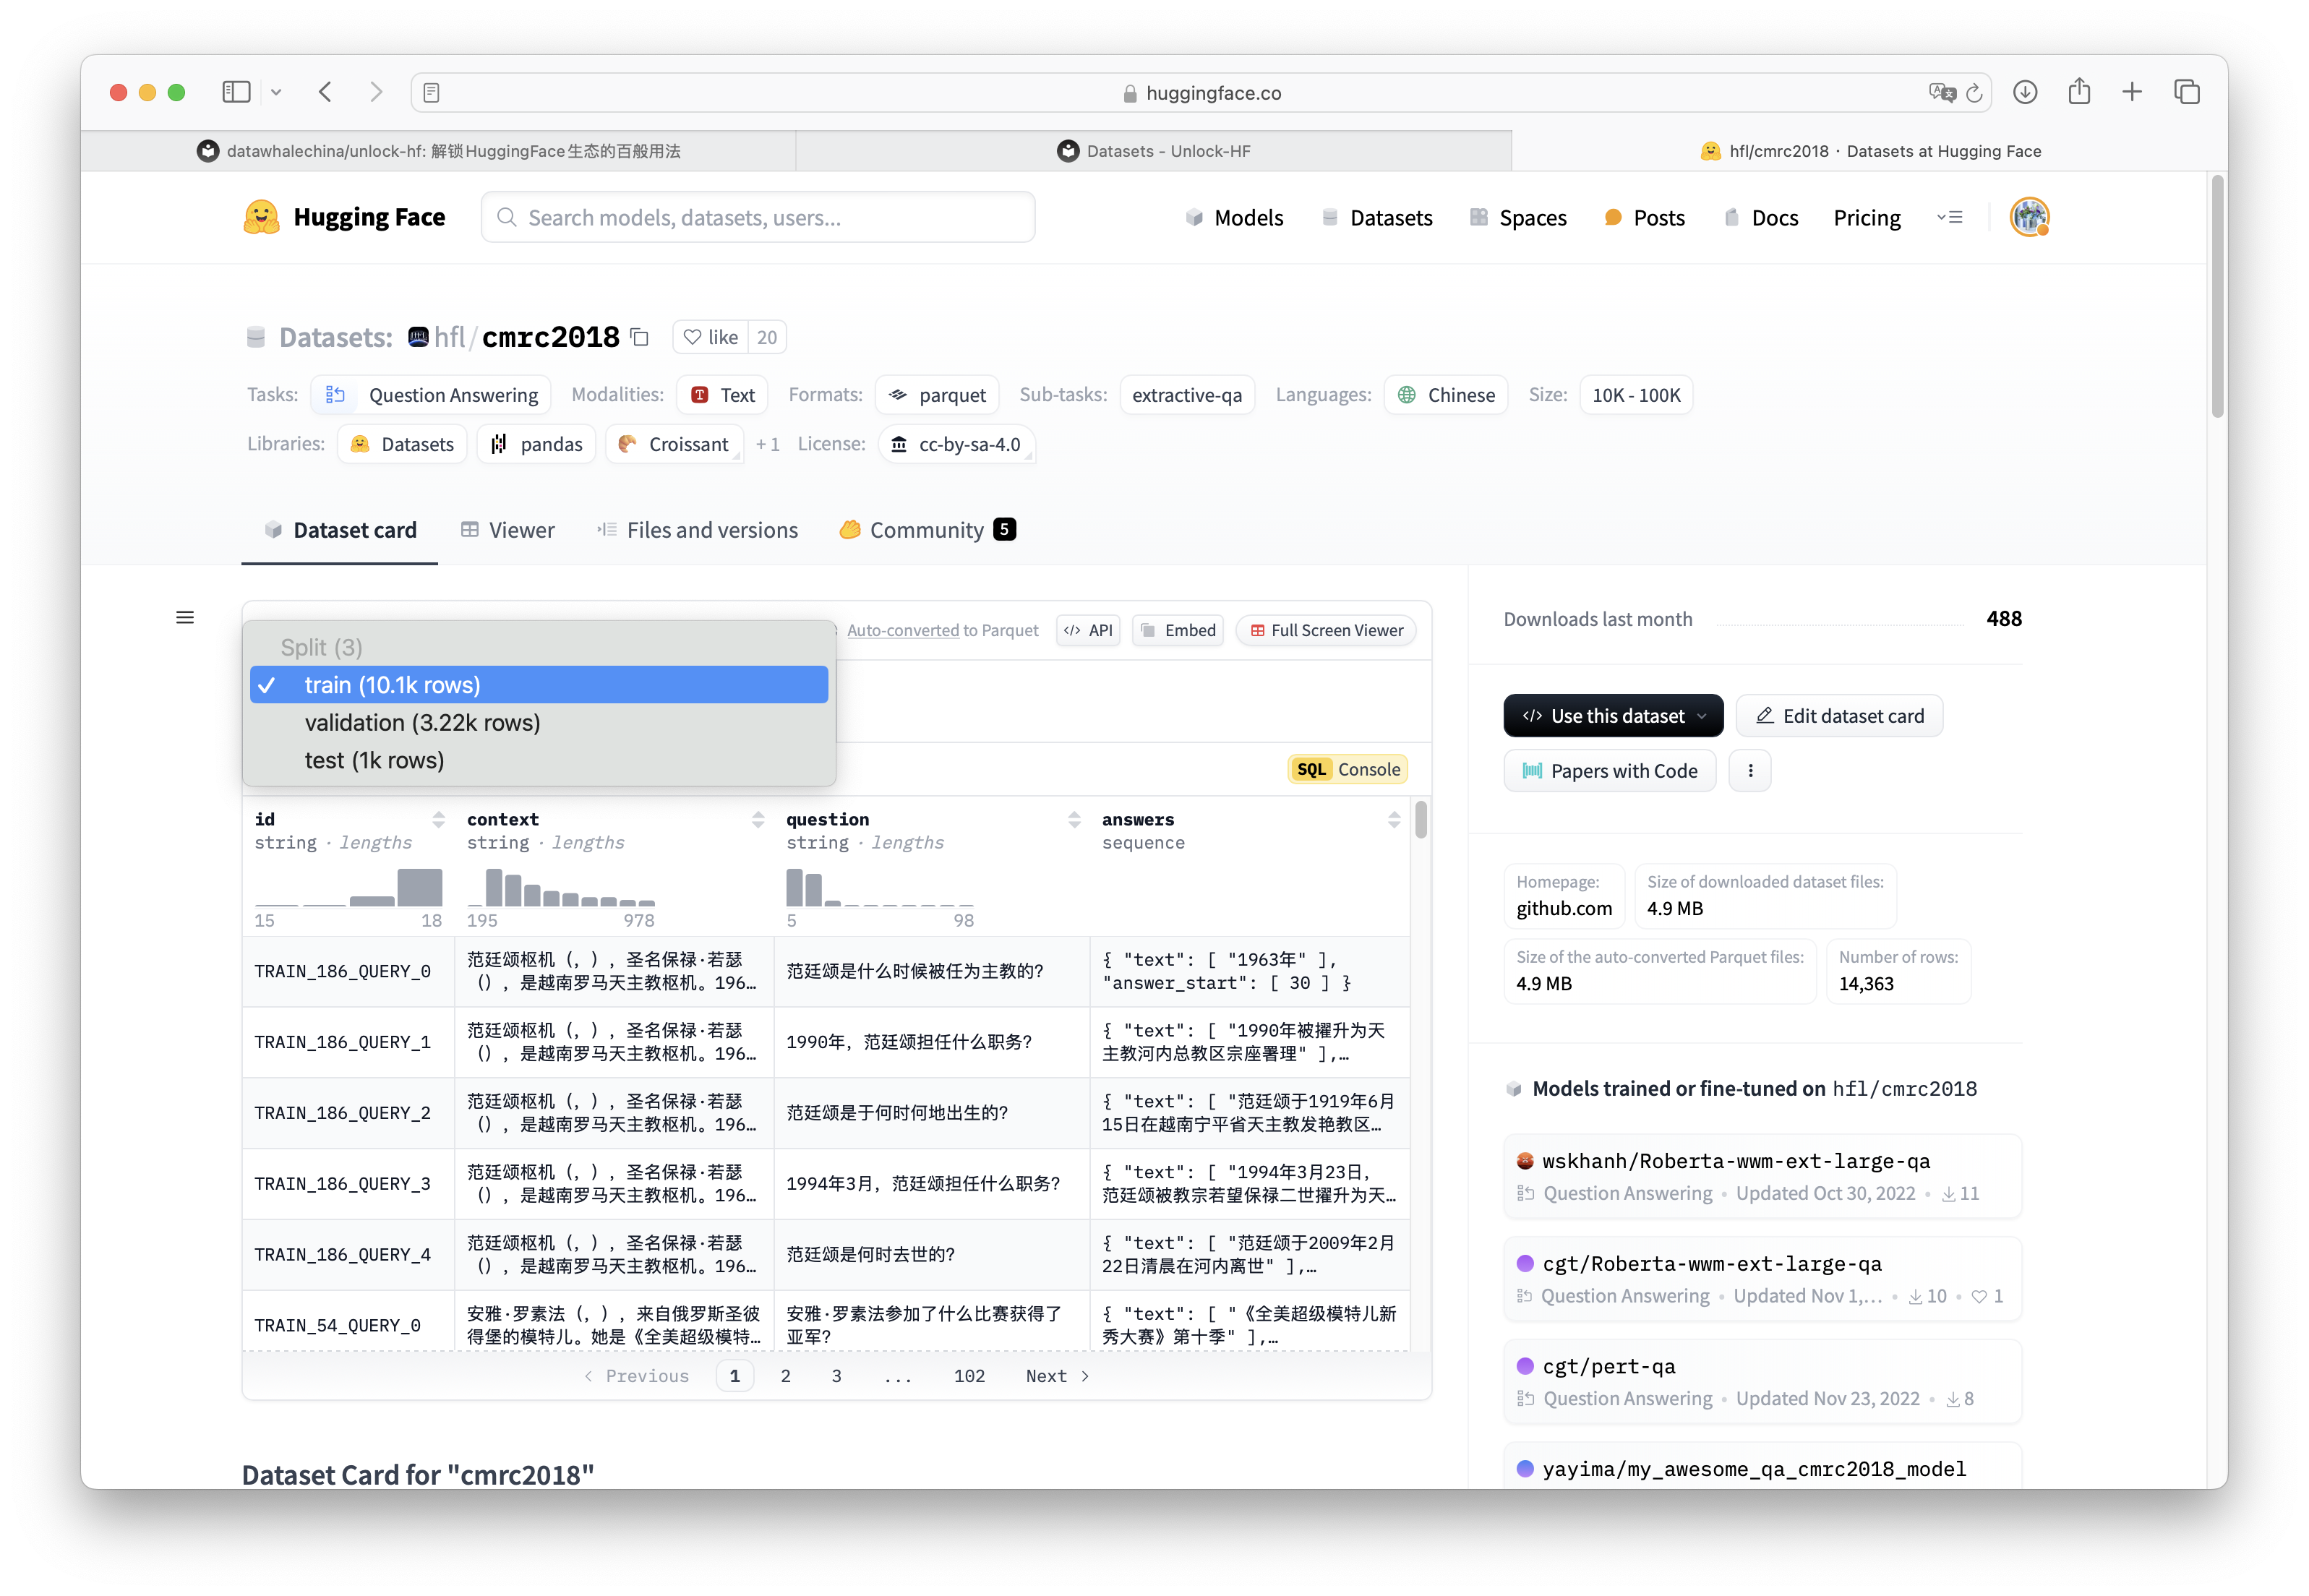 huggingface.co
datawhalechina/unlock-hf: 解锁HuggingFace生态的百般用法
Datasets - Unlock-HF
hfl/cmrc2018 · Datasets at Hugging Face
Hugging Face
Search models, datasets, users...
Models
Datasets
Spaces
Posts
Docs
Pricing
Datasets: hfl/cmrc2018
like 20
Tasks: Question Answering Modalities: Text Formats: parquet Sub-tasks: extractive-qa Languages: Chinese Size: 10K - 100K
Libraries: Datasets pandas Croissant + 1 License: cc-by-sa-4.0
Dataset card
Viewer
Files and versions
Community 5
Split (3)
train (10.1k rows)
validation (3.22k rows)
test (1k rows)
Auto-converted to Parquet
API
Embed
Full Screen Viewer
SQL Console
id context question answers
string · lengths string · lengths string · lengths sequence
15 18 195 978 5 98
TRAIN_186_QUERY_0
范廷颂枢机（，），圣名保禄·若瑟
（），是越南罗马天主教枢机。196…
范廷颂是什么时候被任为主教的？
{ "text": [ "1963年" ],
"answer_start": [ 30 ] }
TRAIN_186_QUERY_1
范廷颂枢机（，），圣名保禄·若瑟
（），是越南罗马天主教枢机。196…
1990年，范廷颂担任什么职务？
{ "text": [ "1990年被擢升为天
主教河内总教区宗座署理" ],…
TRAIN_186_QUERY_2
范廷颂枢机（，），圣名保禄·若瑟
（），是越南罗马天主教枢机。196…
范廷颂是于何时何地出生的？
{ "text": [ "范廷颂于1919年6月
15日在越南宁平省天主教发艳教区…
TRAIN_186_QUERY_3
范廷颂枢机（，），圣名保禄·若瑟
（），是越南罗马天主教枢机。196…
1994年3月，范廷颂担任什么职务？
{ "text": [ "1994年3月23日，
范廷颂被教宗若望保禄二世擢升为天…
TRAIN_186_QUERY_4
范廷颂枢机（，），圣名保禄·若瑟
（），是越南罗马天主教枢机。196…
范廷颂是何时去世的？
{ "text": [ "范廷颂于2009年2月
22日清晨在河内离世" ],…
TRAIN_54_QUERY_0
安雅·罗素法（，），来自俄罗斯圣彼
得堡的模特儿。她是《全美超级模特…
安雅·罗素法参加了什么比赛获得了
亚军？
{ "text": [ "《全美超级模特儿新
秀大赛》第十季" ],…
Previous 1 2 3 ... 102 Next
Dataset Card for "cmrc2018"
Downloads last month 488
Use this dataset
Edit dataset card
Papers with Code
Homepage:
github.com
Size of downloaded dataset files:
4.9 MB
Size of the auto-converted Parquet files:
4.9 MB
Number of rows:
14,363
Models trained or fine-tuned on hfl/cmrc2018
wskhanh/Roberta-wwm-ext-large-qa
Question Answering • Updated Oct 30, 2022 • 11
cgt/Roberta-wwm-ext-large-qa
Question Answering • Updated Nov 1,… • 10 • 1
cgt/pert-qa
Question Answering • Updated Nov 23, 2022 • 8
yayima/my_awesome_qa_cmrc2018_model